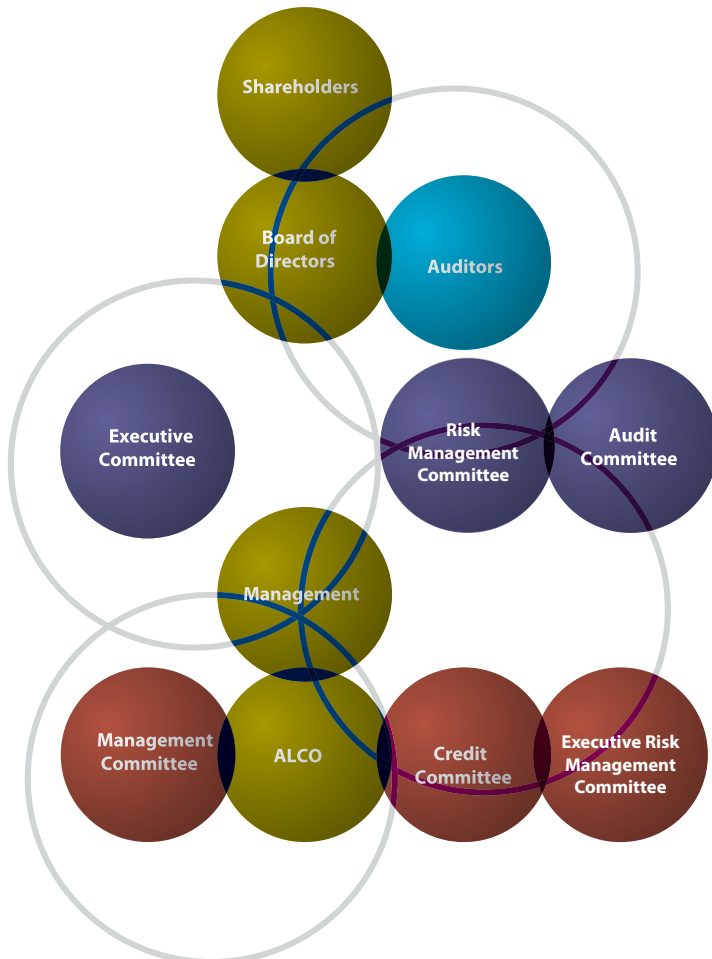 Shareholders
Board of
Directors
Auditors
Executive
Committee
Risk
Management
Committee
Audit
Committee
Management
Management
Committee
ALCO
Credit
Committee
Executive Risk
Management
Committee